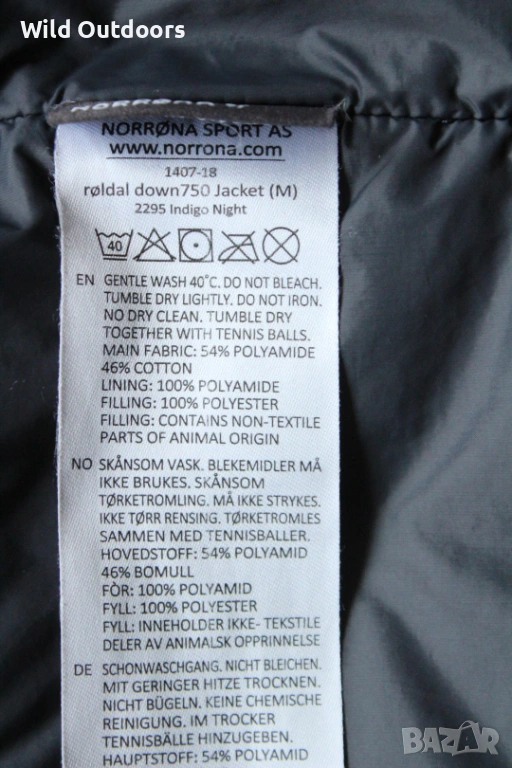 Wild Outdoors
NORRØNA
NORRØNA SPORT AS
www.norrona.com
1407-18
røldal down750 Jacket (M)
2295 Indigo Night
40
EN GENTLE WASH 40°C. DO NOT BLEACH.
TUMBLE DRY LIGHTLY. DO NOT IRON.
NO DRY CLEAN. TUMBLE DRY
TOGETHER WITH TENNIS BALLS.
MAIN FABRIC: 54% POLYAMIDE
46% COTTON
LINING: 100% POLYAMIDE
FILLING: 100% POLYESTER
FILLING: CONTAINS NON-TEXTILE
PARTS OF ANIMAL ORIGIN
NO SKÅNSOM VASK. BLEKEMIDLER MÅ
IKKE BRUKES. SKÅNSOM
TØRKETROMLING. MÅ IKKE STRYKES.
IKKE TØRR RENSING. TØRKETROMLES
SAMMEN MED TENNISBALLER.
HOVEDSTOFF: 54% POLYAMID
46% BOMULL
FÒR: 100% POLYAMID
FYLL: 100% POLYESTER
FYLL: INNEHOLDER IKKE- TEKSTILE
DELER AV ANIMALSK OPPRINNELSE
DE SCHONWASCHGANG. NICHT BLEICHEN.
MIT GERINGER HITZE TROCKNEN.
NICHT BÜGELN. KEINE CHEMISCHE
REINIGUNG. IM TROCKER
TENNISBÄLLE HINZUFÜGEN.
HAUPTSTOFF: 54% POLYAMID
BAZAR